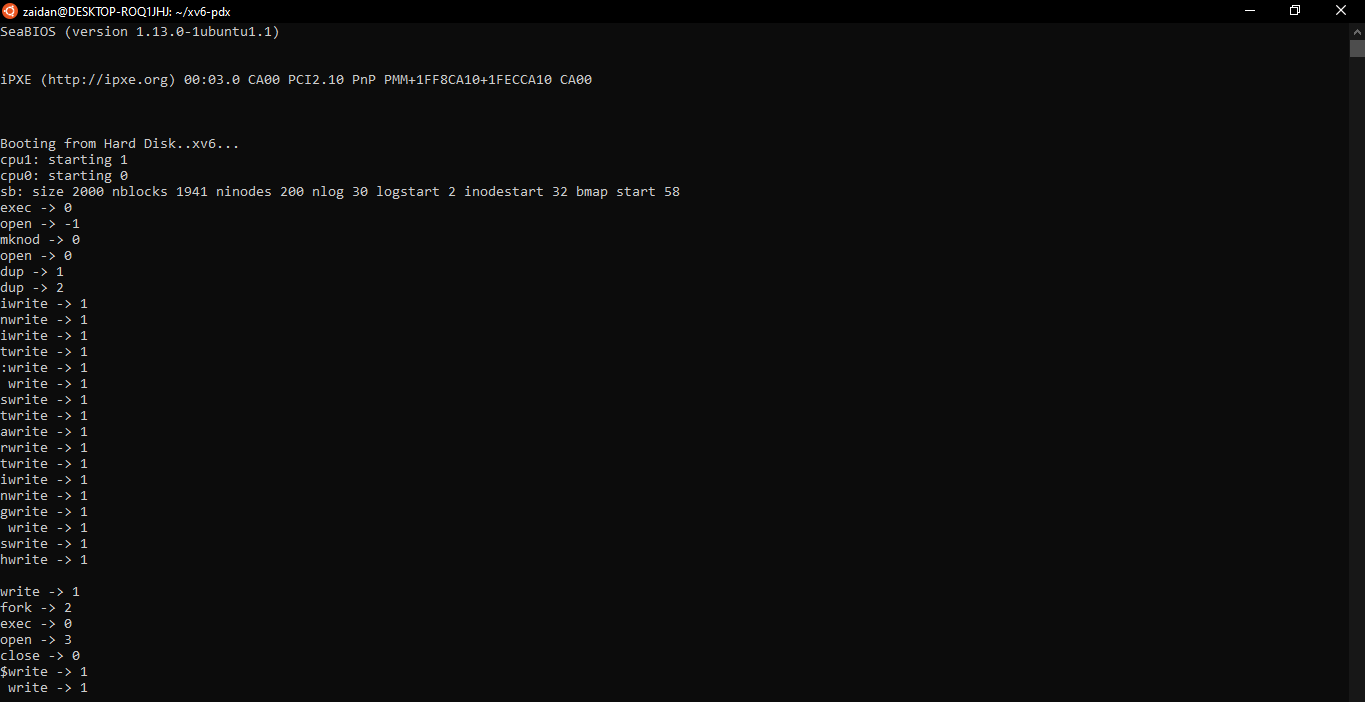 zaidan@DESKTOP-ROQ1JHJ: ~/xv6-pdx
SeaBIOS (version 1.13.0-1ubuntu1.1)
iPXE (http://ipxe.org) 00:03.0 CA00 PCI2.10 PnP PMM+1FF8CA10+1FECCA10 CA00
Booting from Hard Disk..xv6...
cpu1: starting 1
cpu0: starting 0
sb: size 2000 nblocks 1941 ninodes 200 nlog 30 logstart 2 inodestart 32 bmap start 58
exec -> 0
open -> -1
mknod -> 0
open -> 0
dup -> 1
dup -> 2
iwrite -> 1
nwrite -> 1
iwrite -> 1
twrite -> 1
:write -> 1
 write -> 1
swrite -> 1
twrite -> 1
awrite -> 1
rwrite -> 1
twrite -> 1
iwrite -> 1
nwrite -> 1
gwrite -> 1
 write -> 1
swrite -> 1
hwrite -> 1
write -> 1
fork -> 2
exec -> 0
open -> 3
close -> 0
$write -> 1
 write -> 1